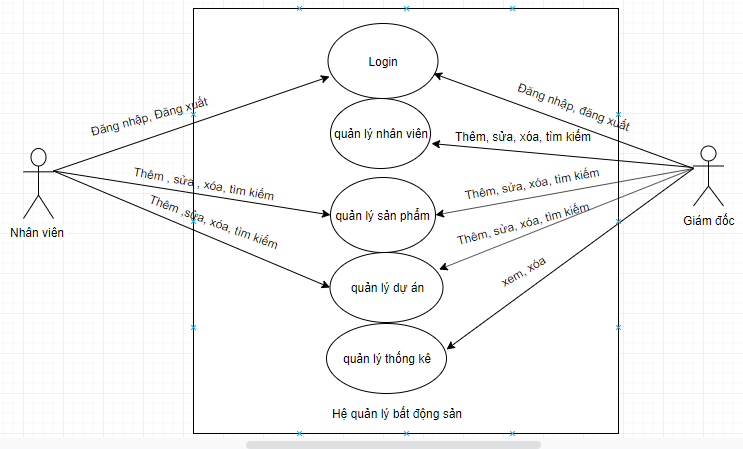 Login
Đăng nhập, Đăng xuất
Đăng nhập, đăng xuất
quản lý nhân viên
Thêm, sửa, xóa, tìm kiếm
Thêm , sửa , xóa, tìm kiếm
Thêm, sửa, xóa, tìm kiếm
quản lý sản phẩm
Nhân viên
Giám đốc
Thêm ,sửa, xóa, tìm kiếm
Thêm, sửa, xóa, tìm kiếm
quản lý dự án
xem, xóa
quản lý thống kê
Hệ quản lý bất động sản